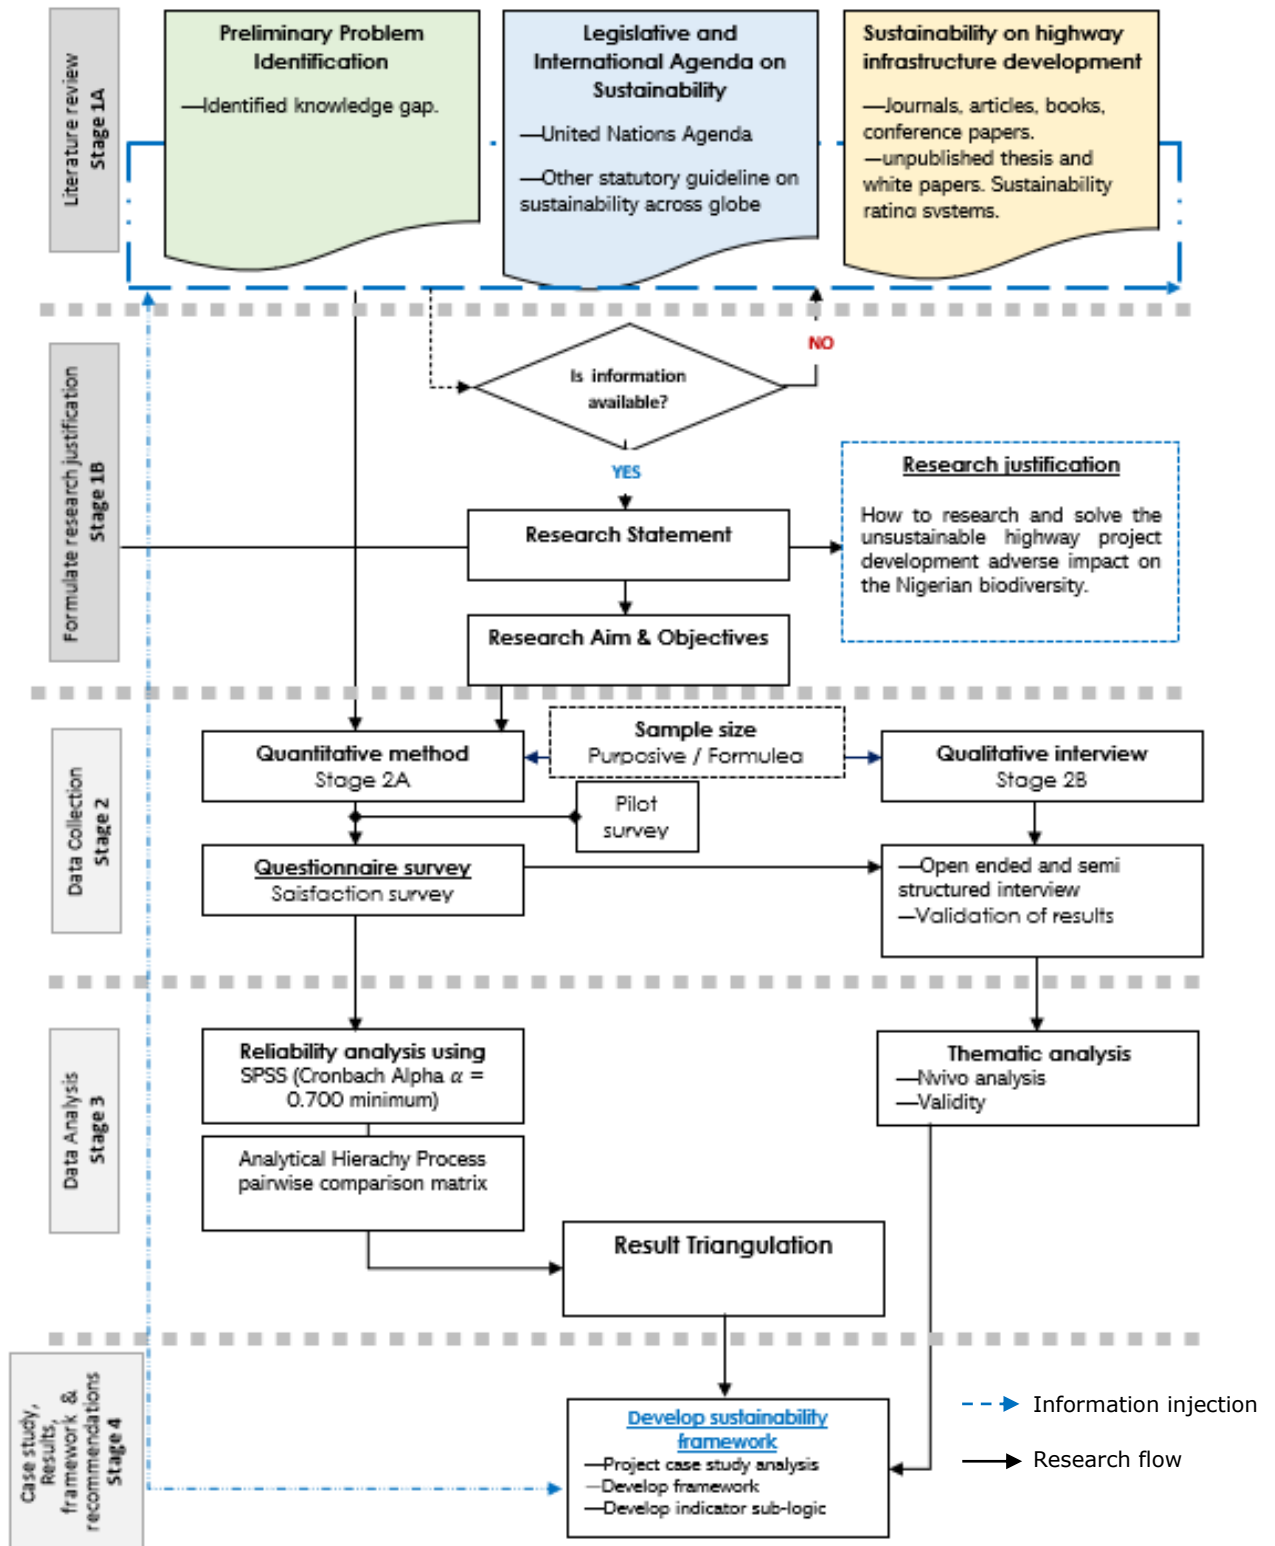 Literature review
Stage 1A
Preliminary Problem
Identification
—Identified knowledge gap.
Legislative and
International Agenda on
Sustainability
—United Nations Agenda
—Other statutory guideline on
sustainability across globe
Sustainability on highway
infrastructure development
—Journals, articles, books,
conference papers.
—unpublished thesis and
white papers. Sustainability
rating systems.
Formulate research justification
Stage 1B
Is information
available?
NO
YES
Research Statement
Research justification
How to research and solve the
unsustainable highway project
development adverse impact on
the Nigerian biodiversity.
Research Aim & Objectives
Data Collection
Stage 2
Quantitative method
Stage 2A
Sample size
Purposive / Formulea
Qualitative interview
Stage 2B
Pilot
survey
Questionnaire survey
Saisfaction survey
—Open ended and semi
structured interview
—Validation of results
Data Analysis
Stage 3
Reliability analysis using
SPSS (Cronbach Alpha α =
0.700 minimum)
Analytical Hierachy Process
pairwise comparison matrix
Thematic analysis
—Nvivo analysis
—Validity
Result Triangulation
Case study,
Results,
framework &
recommendations
Stage 4
Develop sustainability
framework
—Project case study analysis
—Develop framework
—Develop indicator sub-logic
Information injection
Research flow